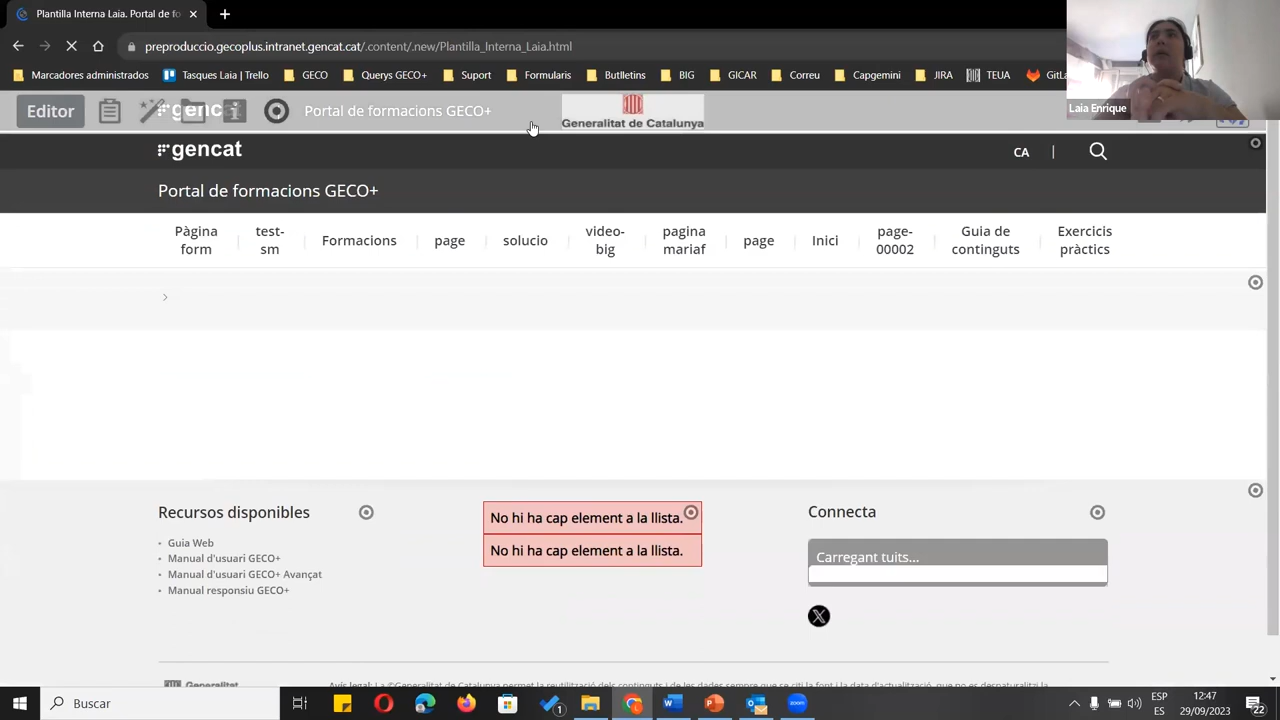 Plantilla Interna Laia. Portal de fo
preproduccio.gecoplus.intranet.gencat.cat/.content/.new/Plantilla_Interna_Laia.html
Marcadores administrados
Tasques Laia | Trello
GECO
Querys GECO+
Suport
Formularis
Butlletins
BIG
GICAR
Correu
Capgemini
JIRA
TEUA
Laia Enrique
Editor
gencat
Portal de formacions GECO+
Generalitat de Catalunya
gencat
CA
Portal de formacions GECO+
Pàgina form
test-sm
Formacions
page
solucio
video-big
pagina mariaf
page
Inici
page-00002
Guia de continguts
Exercicis pràctics
Recursos disponibles
No hi ha cap element a la llista.
Connecta
Guia Web
No hi ha cap element a la llista.
Carregant tuits...
Manual d'usuari GECO+
Manual d'usuari GECO+ Avançat
Manual responsiu GECO+
Buscar
1
ESP
ES
12:47
29/09/2023
22